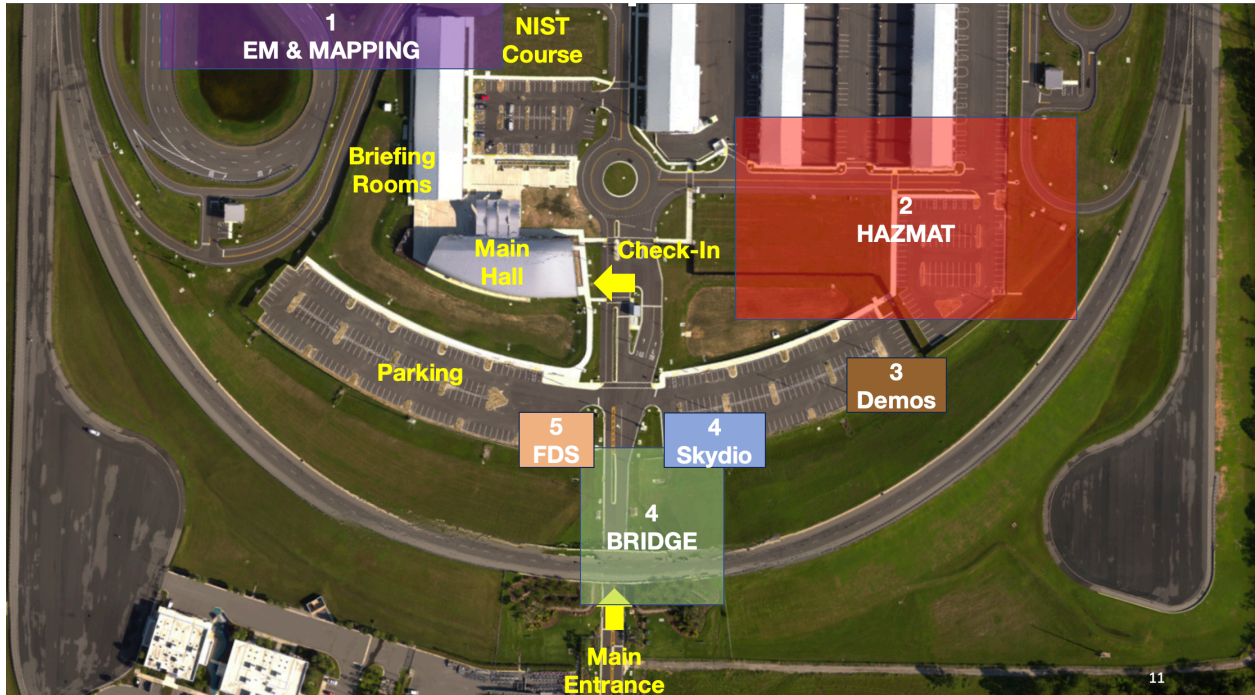 1
EM & MAPPING
NIST
Course
Briefing
Rooms
2
HAZMAT
Main
Hall
Check-In
Parking
3
Demos
5
FDS
4
Skydio
4
BRIDGE
Main
Entrance
11